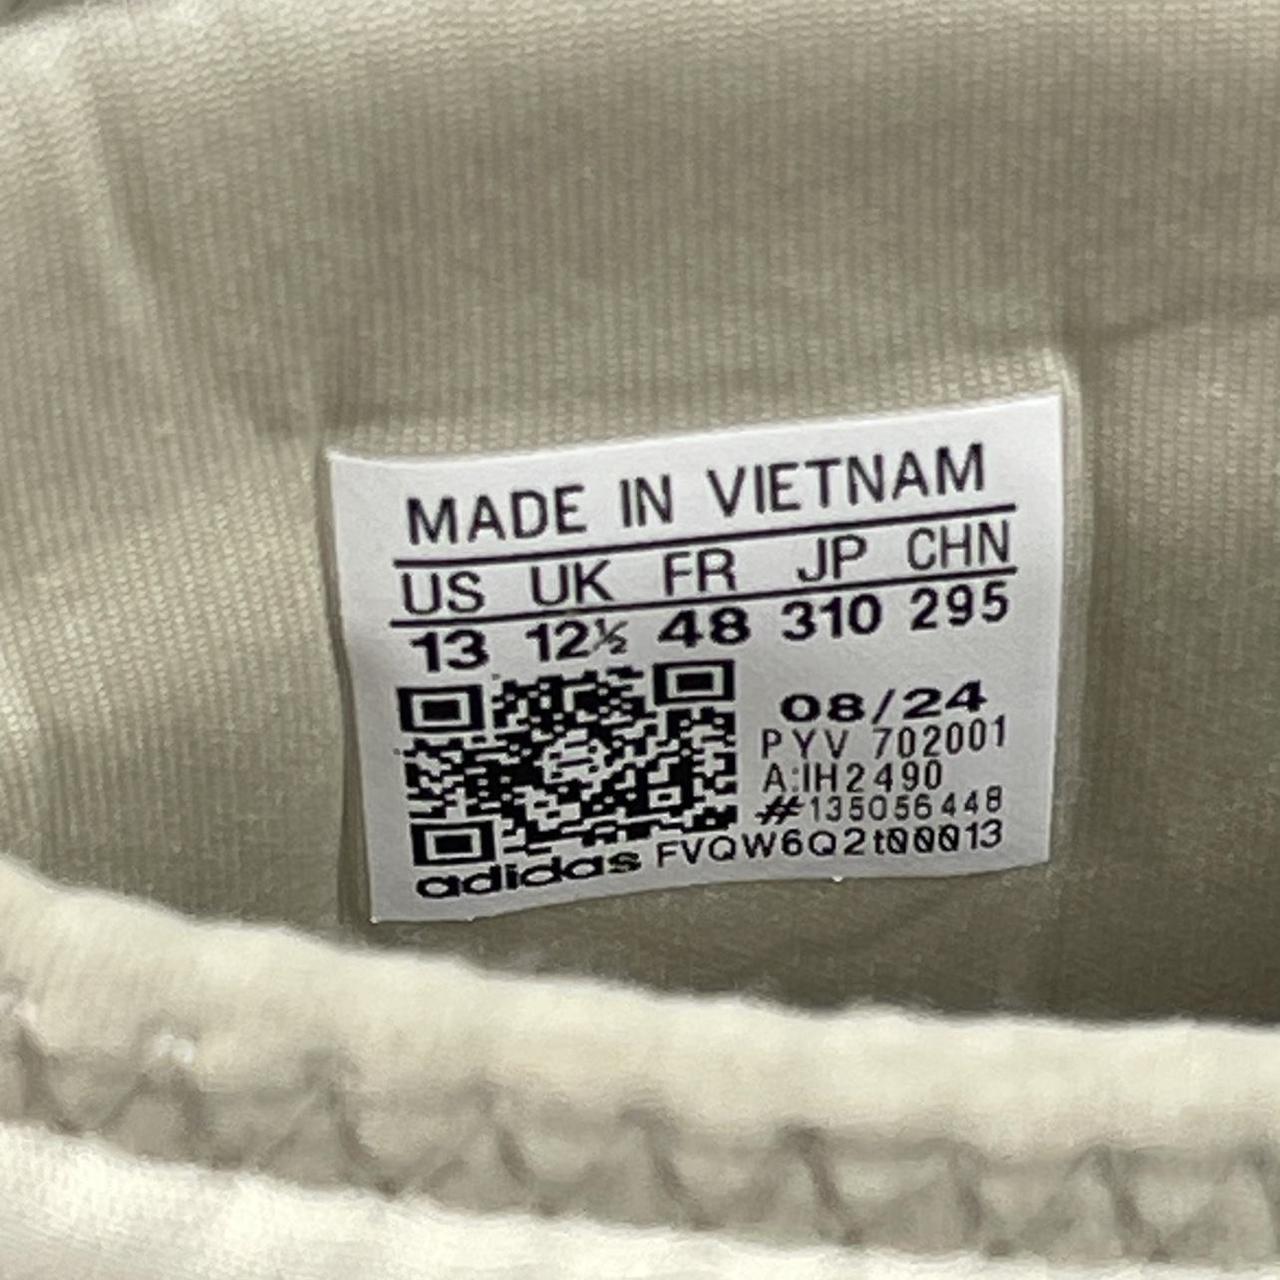 MADE IN VIETNAM
US UK FR JP CHN
13 12½ 48 310 295
08/24
PYV 702001
A:IH2490
#135056448
adidas FVQW6Q2t00013